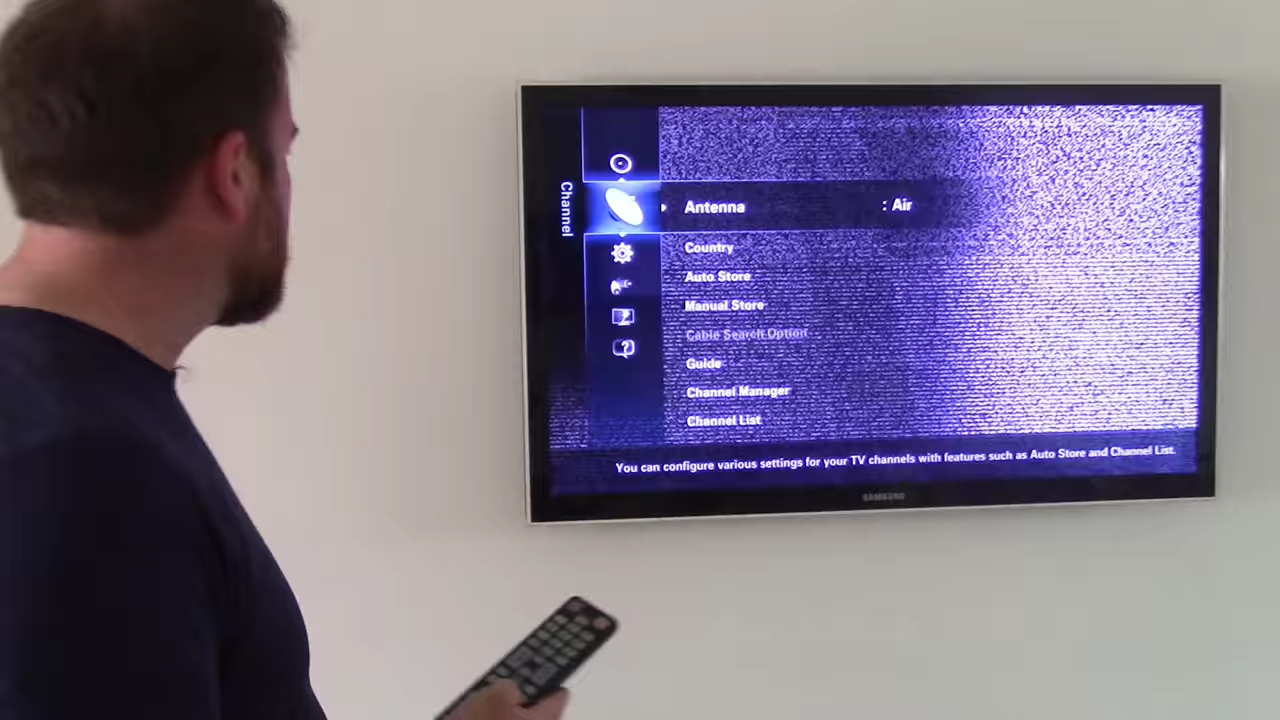 Channel
Antenna : Air
Country
Auto Store
Manual Store
Cable Search Option
Guide
Channel Manager
Channel List
You can configure various settings for your TV channels with features such as Auto Store and Channel List.
SAMSUNG